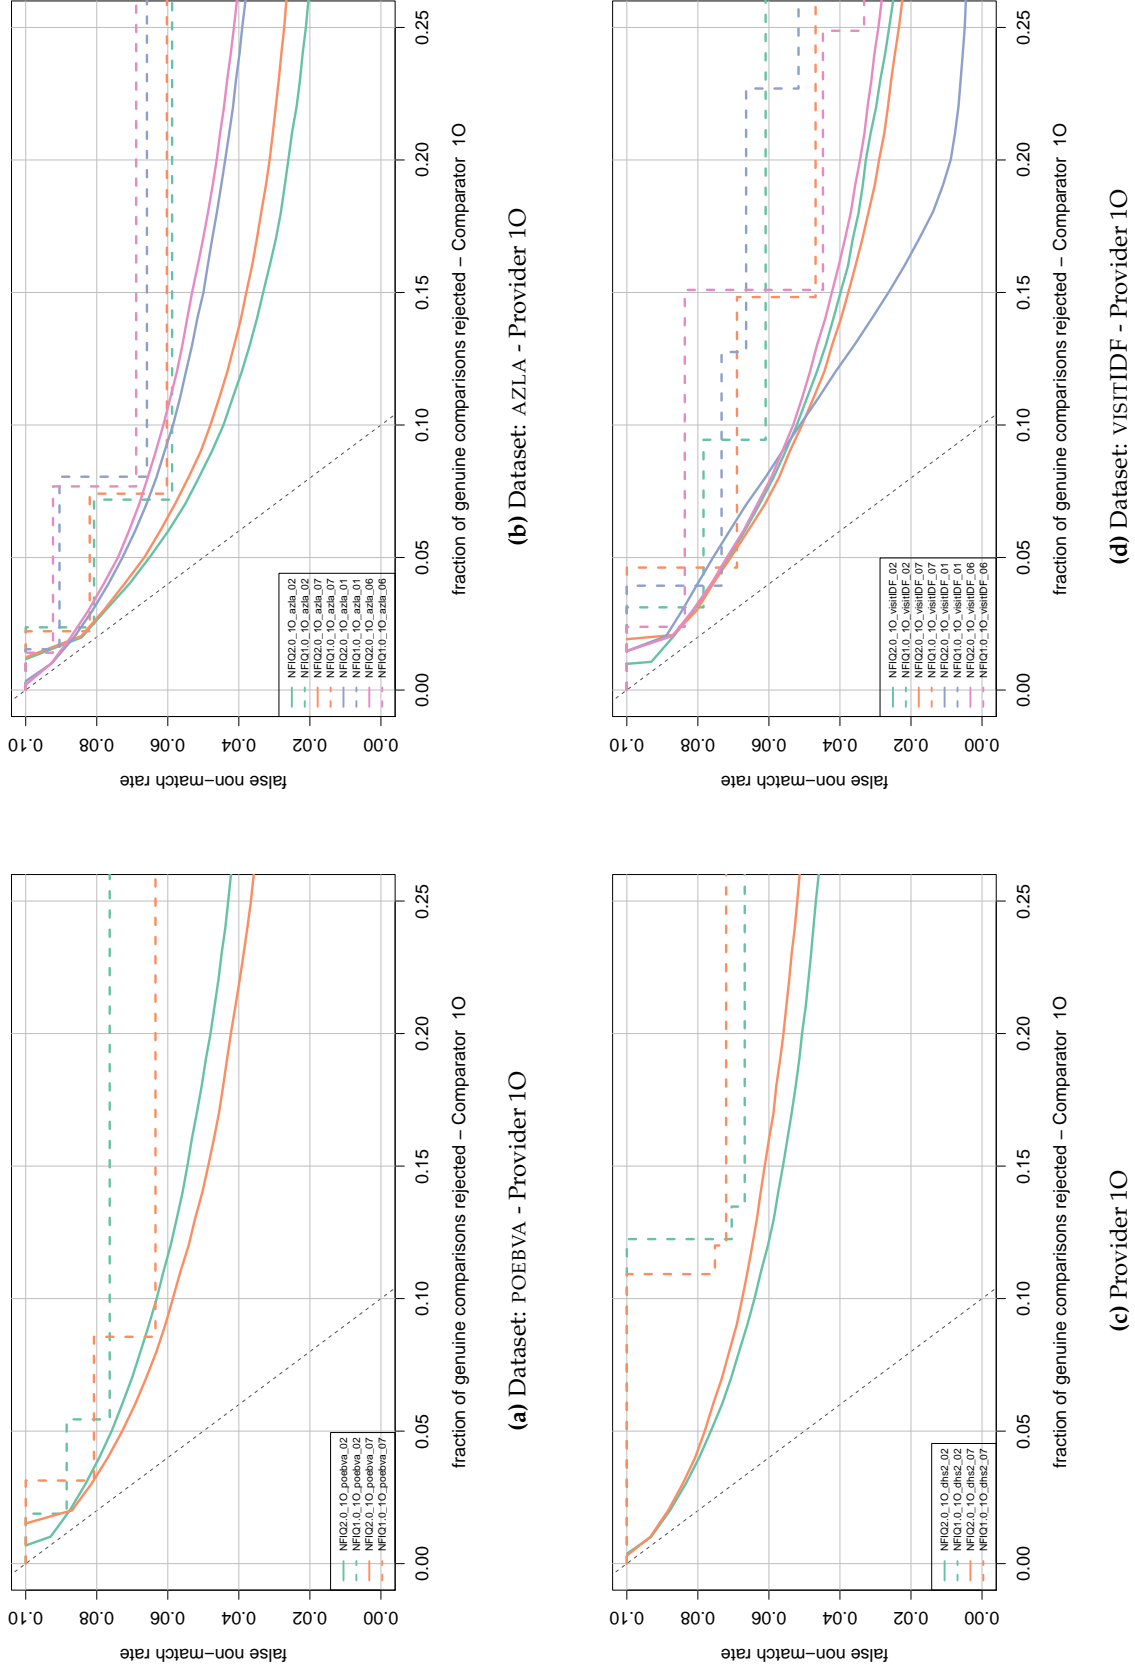 false non−match rate
0.10
0.08
0.06
0.04
0.02
0.00
0.00
0.05
0.10
0.15
0.20
0.25
NFIQ2.0_1O_poebva_02
NFIQ1.0_1O_poebva_02
NFIQ2.0_1O_poebva_07
NFIQ1.0_1O_poebva_07
fraction of genuine comparisons rejected − Comparator 1O
(a) Dataset: POEBVA - Provider 1O
false non−match rate
0.10
0.08
0.06
0.04
0.02
0.00
0.00
0.05
0.10
0.15
0.20
0.25
NFIQ2.0_1O_azla_02
NFIQ1.0_1O_azla_02
NFIQ2.0_1O_azla_07
NFIQ1.0_1O_azla_07
NFIQ2.0_1O_azla_01
NFIQ1.0_1O_azla_01
NFIQ2.0_1O_azla_06
NFIQ1.0_1O_azla_06
fraction of genuine comparisons rejected − Comparator 1O
(b) Dataset: AZLA - Provider 1O
false non−match rate
0.10
0.08
0.06
0.04
0.02
0.00
0.00
0.05
0.10
0.15
0.20
0.25
NFIQ2.0_1O_dhs2_02
NFIQ1.0_1O_dhs2_02
NFIQ2.0_1O_dhs2_07
NFIQ1.0_1O_dhs2_07
fraction of genuine comparisons rejected − Comparator 1O
(c) Provider 1O
false non−match rate
0.10
0.08
0.06
0.04
0.02
0.00
0.00
0.05
0.10
0.15
0.20
0.25
NFIQ2.0_1O_visitIDF_02
NFIQ1.0_1O_visitIDF_02
NFIQ2.0_1O_visitIDF_07
NFIQ1.0_1O_visitIDF_07
NFIQ2.0_1O_visitIDF_01
NFIQ1.0_1O_visitIDF_01
NFIQ2.0_1O_visitIDF_06
NFIQ1.0_1O_visitIDF_06
fraction of genuine comparisons rejected − Comparator 1O
(d) Dataset: VISITIDF - Provider 1O